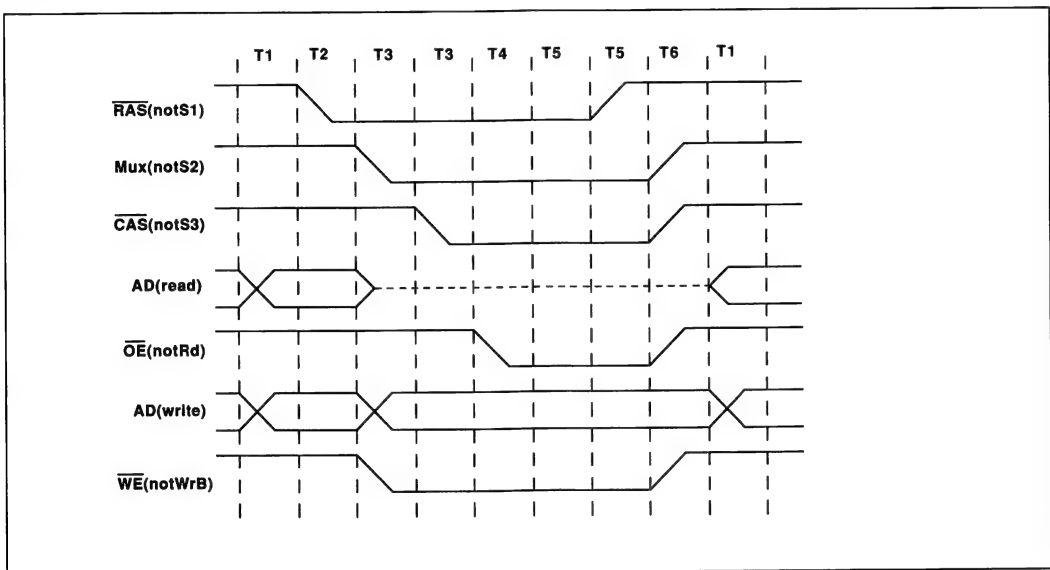 T1 T2 T3 T3 T4 T5 T5 T6 T1
RAS(notS1)
Mux(notS2)
CAS(notS3)
AD(read)
OE(notRd)
AD(write)
WE(notWrB)